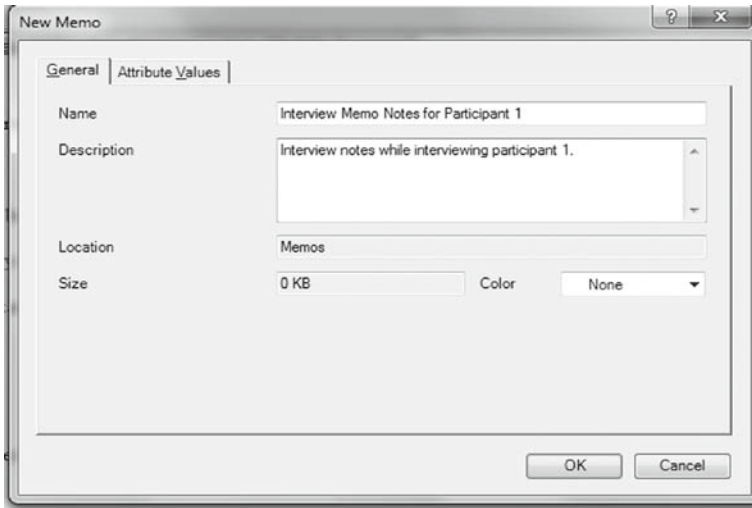 New Memo
? X
General Attribute Values
Name Interview Memo Notes for Participant 1
Description Interview notes while interviewing participant 1.
Location Memos
Size 0 KB Color None
OK Cancel